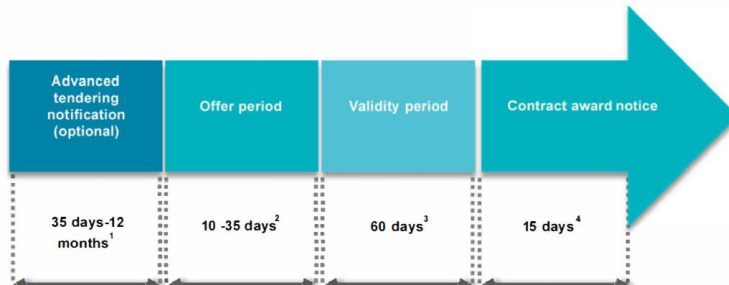 Advanced
tendering
notification
(optional)
Offer period
Validity period
Contract award notice
35 days-12
months¹
10 -35 days²
60 days³
15 days⁴